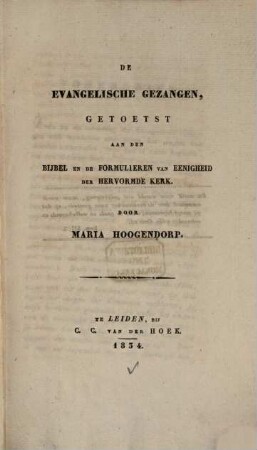 DE
EVANGELISCHE GEZANGEN,
GETOETST
AAN DEN
BIJBEL EN DE FORMULIEREN VAN EENIGHEID
DER HERVORMDE KERK.
DOOR
MARIA HOOGENDORP.
TE LEIDEN, BIJ
C. C. VAN DER HOEK.
1834.